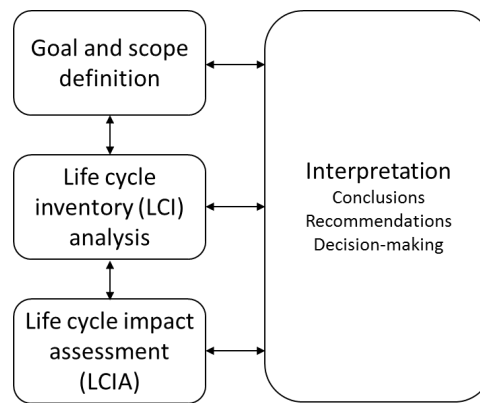 Goal and scope
definition
Life cycle
inventory (LCI)
analysis
Life cycle impact
assessment
(LCIA)
Interpretation
Conclusions
Recommendations
Decision-making